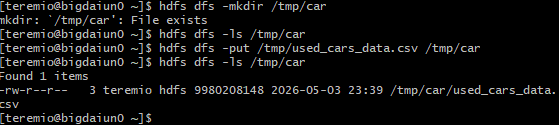 [teremio@bigdaiun0 ~]$ hdfs dfs -mkdir /tmp/car
mkdir: `/tmp/car': File exists
[teremio@bigdaiun0 ~]$ hdfs dfs -ls /tmp/car
[teremio@bigdaiun0 ~]$ hdfs dfs -put /tmp/used_cars_data.csv /tmp/car
[teremio@bigdaiun0 ~]$ hdfs dfs -ls /tmp/car
Found 1 items
-rw-r--r--   3 teremio hdfs 9980208148 2026-05-03 23:39 /tmp/car/used_cars_data.
csv
[teremio@bigdaiun0 ~]$